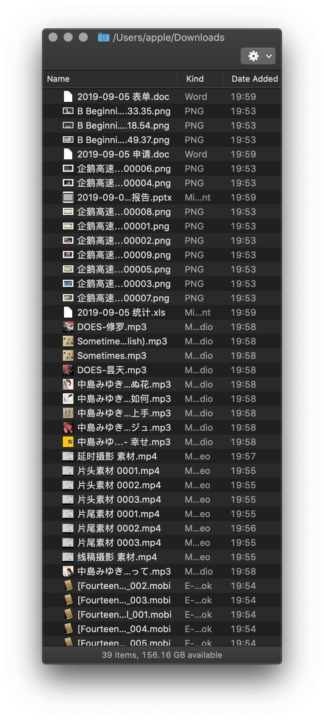 /Users/apple/Downloads
Name Kind Date Added
2019-09-05 表单.doc Word 19:59
B Beginni....33.35.png PNG 19:53
B Beginni....18.54.png PNG 19:53
B Beginni....49.37.png PNG 19:53
2019-09-05 申请.doc Word 19:59
企鹅高速...00006.png PNG 19:53
企鹅高速...00004.png PNG 19:53
2019-09-0...报告.pptx Mi...nt 19:59
企鹅高速...00008.png PNG 19:53
企鹅高速...00001.png PNG 19:53
企鹅高速...00002.png PNG 19:53
企鹅高速...00009.png PNG 19:53
企鹅高速...00005.png PNG 19:53
企鹅高速...00003.png PNG 19:53
企鹅高速...00007.png PNG 19:53
2019-09-05 统计.xls Mi...nt 19:59
DOES-修罗.mp3 M...dio 19:58
Sometime...lish).mp3 M...dio 19:58
Sometimes.mp3 M...dio 19:58
DOES-曇天.mp3 M...dio 19:58
中島みゆき...ぬ花.mp3 M...dio 19:58
中島みゆき...如何.mp3 M...dio 19:58
中島みゆき...上手.mp3 M...dio 19:58
中島みゆき...ジュ.mp3 M...dio 19:58
中島みゆ...- 幸せ.mp3 M...dio 19:58
延时摄影 素材.mp4 M...eo 19:57
片头素材 0001.mp4 M...eo 19:55
片头素材 0002.mp4 M...eo 19:55
片头素材 0003.mp4 M...eo 19:55
片尾素材 0001.mp4 M...eo 19:55
片尾素材 0002.mp4 M...eo 19:56
片尾素材 0003.mp4 M...eo 19:55
线稿摄影 素材.mp4 M...eo 19:55
中島みゆき...って.mp3 M...dio 19:58
[Fourteen..._002.mobi E-...ok 19:54
[Fourteen..._003.mobi E-...ok 19:54
[Fourteen...l_001.mobi E-...ok 19:54
[Fourteen..._004.mobi E-...ok 19:54
[Fourteen..._005.mobi E-...ok 19:54
39 items, 156.16 GB available